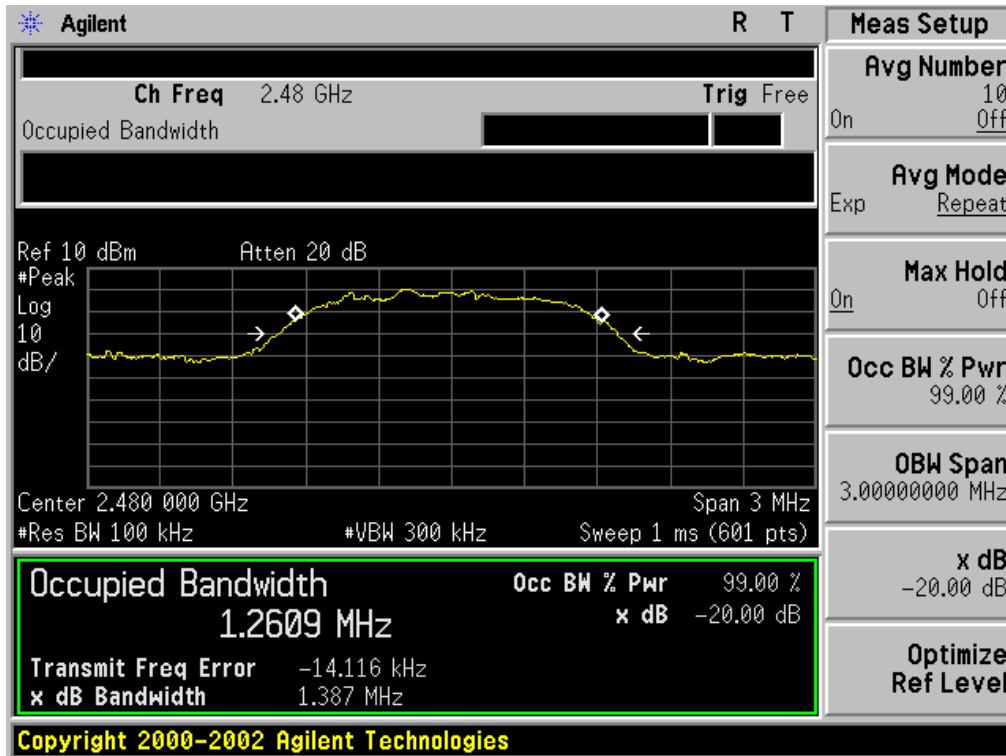 Agilent R T
Ch Freq 2.48 GHz Trig Free
Occupied Bandwidth
Ref 10 dBm Atten 20 dB
#Peak
Log
10
dB/
Center 2.480 000 GHz Span 3 MHz
#Res BW 100 kHz #VBW 300 kHz Sweep 1 ms (601 pts)
Occupied Bandwidth
1.2609 MHz
Occ BW % Pwr 99.00 %
x dB -20.00 dB
Transmit Freq Error -14.116 kHz
x dB Bandwidth 1.387 MHz
Copyright 2000-2002 Agilent Technologies
Meas Setup
Avg Number
10
On Off
Avg Mode
Exp Repeat
Max Hold
On Off
Occ BW % Pwr
99.00 %
OBW Span
3.00000000 MHz
x dB
-20.00 dB
Optimize
Ref Level